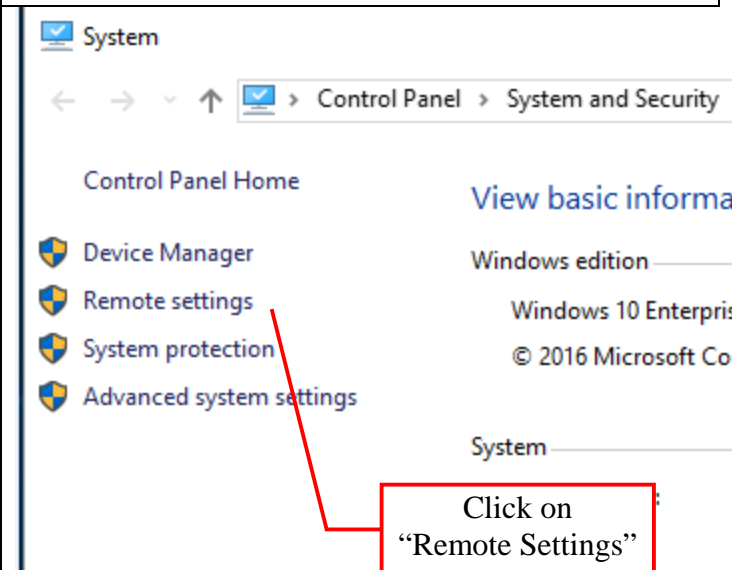 System
Control Panel > System and Security
Control Panel Home
View basic informa
Device Manager
Windows edition
Remote settings
Windows 10 Enterpris
System protection
© 2016 Microsoft Co
Advanced system settings
System
:
Click on
“Remote Settings”